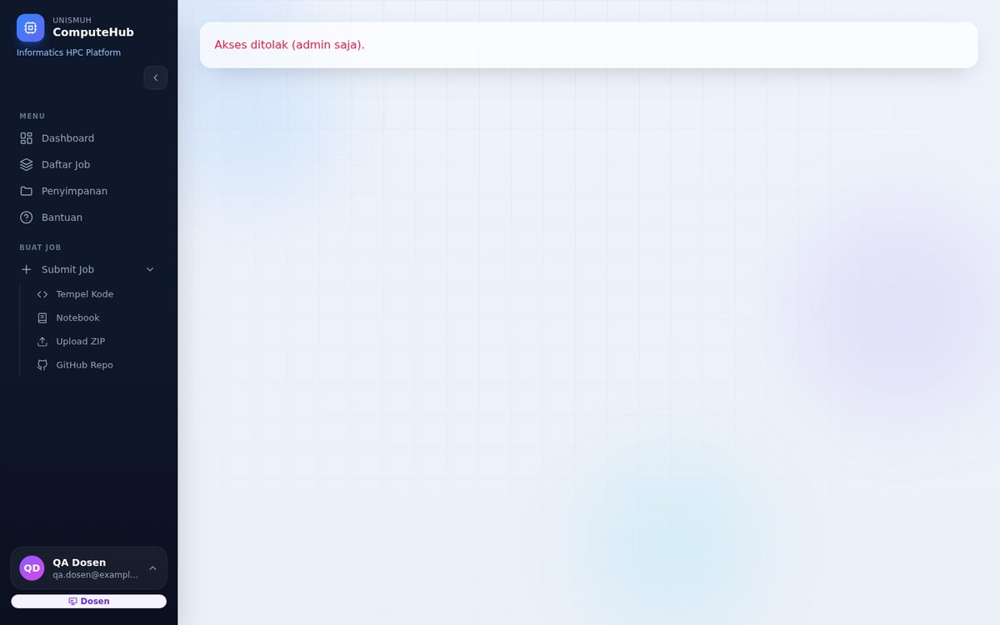 UNISMUH
ComputeHub
Informatics HPC Platform
MENU
Dashboard
Daftar Job
Penyimpanan
Bantuan
BUAT JOB
Submit Job
Tempel Kode
Notebook
Upload ZIP
GitHub Repo
QD
QA Dosen
qa.dosen@exampl...
Dosen
Akses ditolak (admin saja).